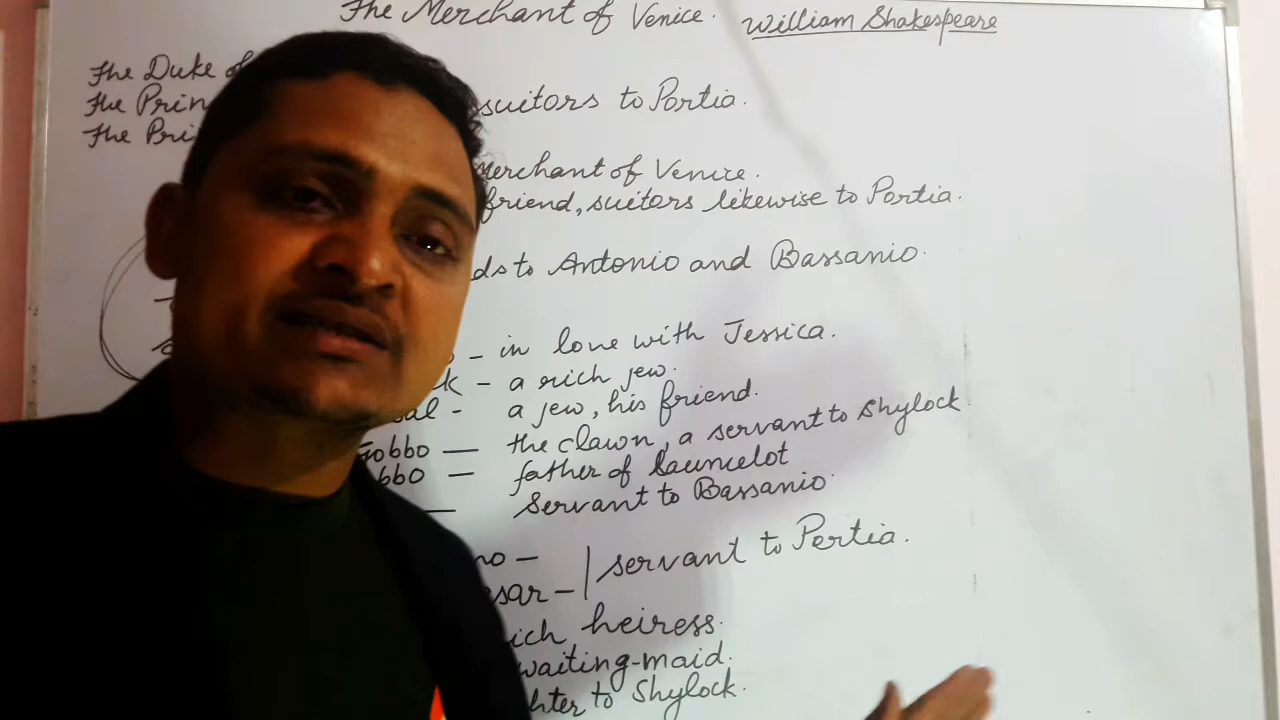 The Merchant of Venice. William Shakespeare
The Duke of
The Prin suitors to Portia.
The Pri
Merchant of Venice.
friend, suitors likewise to Portia.
ds to Antonio and Bassanio.
o - in love with Jessica.
k - a rich jew.
al - a jew, his friend.
Gobbo — the clawn, a servant to Shylock.
bbo — father of Launcelot
— Servant to Bassanio.
no - servant to Pertia.
sar -
ich heiress.
waiting-maid.
hter to Shylock.